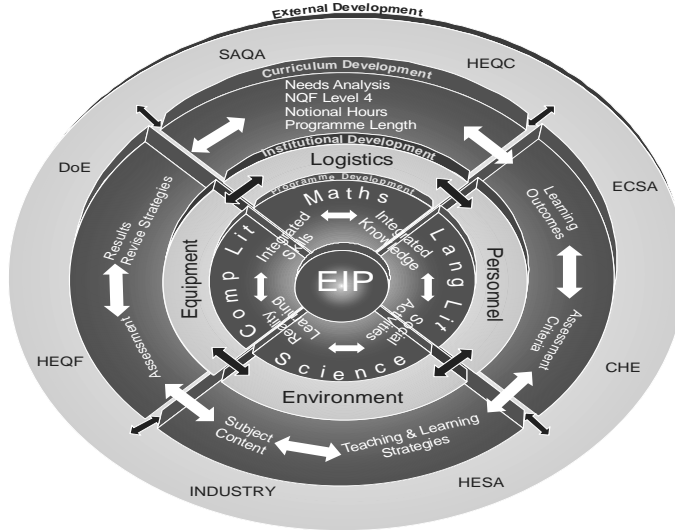 External Development
SAQA
HEQC
Curriculum Development
Needs Analysis
NQF Level 4
Notional Hours
Programme Length
Institutional Development
Logistics
Programme Development
DoE
ECSA
Results
Revise Strategies
Learning
Outcomes
Maths
Integrated
Skills
Integrated
Knowledge
Equipment
Comp Lit
EIP
Lang Lit
Personnel
Reality
Learning
Social
Activities
Science
Assessment
Assessment
Criteria
HEQF
CHE
Environment
Subject
Content
Teaching & Learning
Strategies
INDUSTRY
HESA